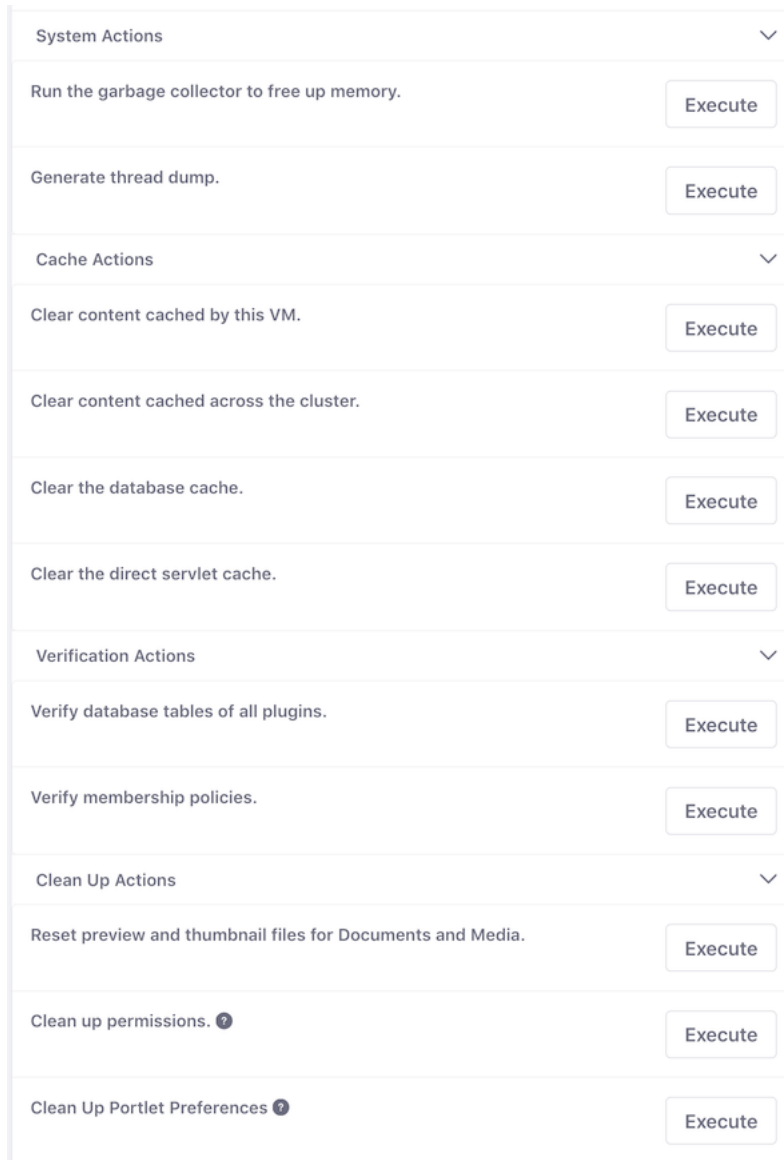 System Actions
Run the garbage collector to free up memory.
Execute
Generate thread dump.
Execute
Cache Actions
Clear content cached by this VM.
Execute
Clear content cached across the cluster.
Execute
Clear the database cache.
Execute
Clear the direct servlet cache.
Execute
Verification Actions
Verify database tables of all plugins.
Execute
Verify membership policies.
Execute
Clean Up Actions
Reset preview and thumbnail files for Documents and Media.
Execute
Clean up permissions. ?
Execute
Clean Up Portlet Preferences ?
Execute